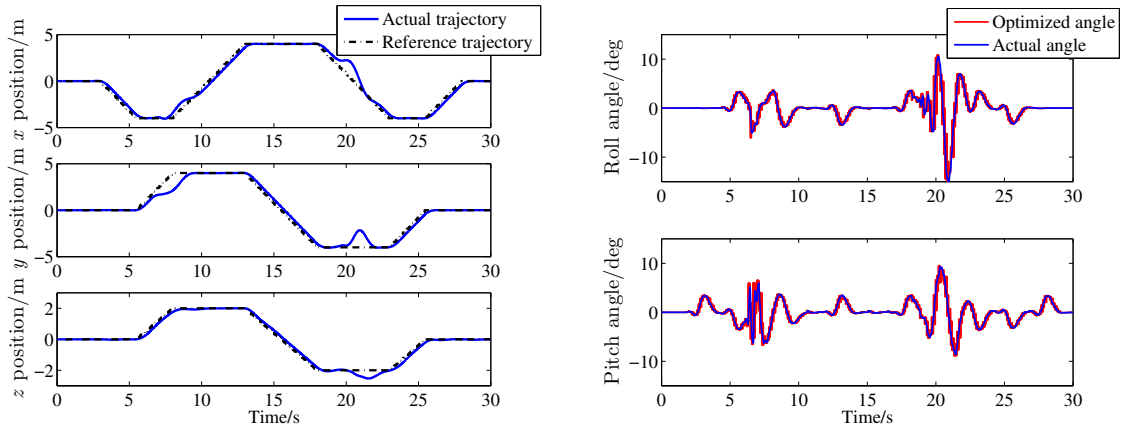 Actual trajectory
Reference trajectory
x position/m
5
0
−5
0 5 10 15 20 25 30
y position/m
5
0
−5
0 5 10 15 20 25 30
z position/m
2
0
−2
0 5 10 15 20 25 30
Time/s
Optimized angle
Actual angle
Roll angle/deg
10
0
−10
0 5 10 15 20 25 30
Pitch angle/deg
10
0
−10
0 5 10 15 20 25 30
Time/s